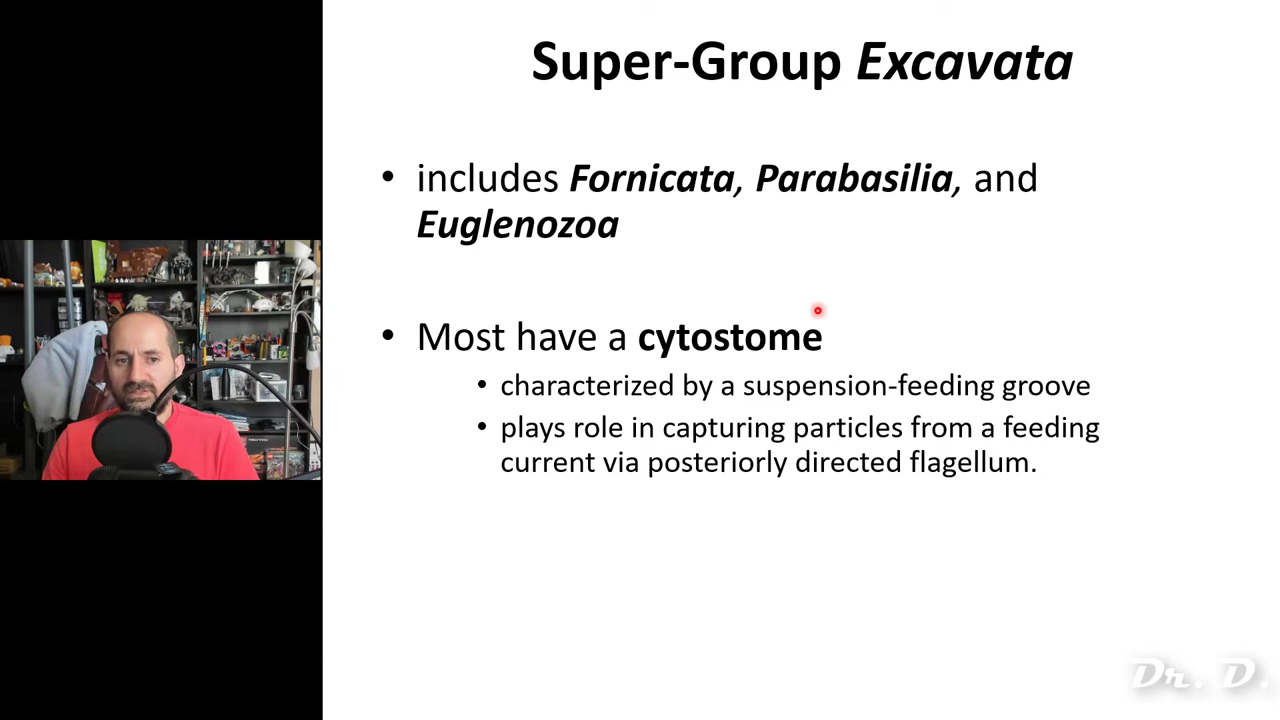 Super-Group Excavata
• includes Fornicata, Parabasilia, and
Euglenozoa
• Most have a cytostome
• characterized by a suspension-feeding groove
• plays role in capturing particles from a feeding
current via posteriorly directed flagellum.
Dr. D.